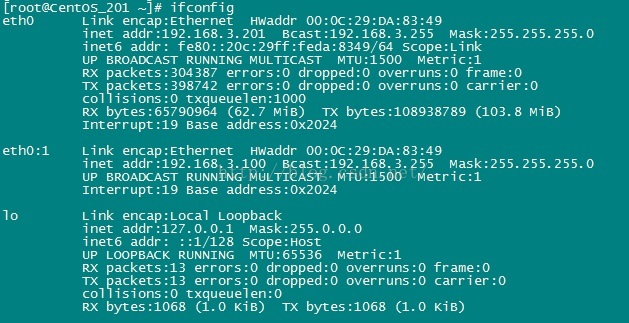 [root@CentOS_201 ~]# ifconfig
eth0 Link encap:Ethernet HWaddr 00:0C:29:DA:83:49
inet addr:192.168.3.201 Bcast:192.168.3.255 Mask:255.255.255.0
inet6 addr: fe80::20c:29ff:feda:8349/64 Scope:Link
UP BROADCAST RUNNING MULTICAST MTU:1500 Metric:1
RX packets:304387 errors:0 dropped:0 overruns:0 frame:0
TX packets:398742 errors:0 dropped:0 overruns:0 carrier:0
collisions:0 txqueuelen:1000
RX bytes:65790964 (62.7 MiB) TX bytes:108938789 (103.8 MiB)
Interrupt:19 Base address:0x2024
eth0:1 Link encap:Ethernet HWaddr 00:0C:29:DA:83:49
inet addr:192.168.3.100 Bcast:192.168.3.255 Mask:255.255.255.0
UP BROADCAST RUNNING MULTICAST MTU:1500 Metric:1
Interrupt:19 Base address:0x2024
lo Link encap:Local Loopback
inet addr:127.0.0.1 Mask:255.0.0.0
inet6 addr: ::1/128 Scope:Host
UP LOOPBACK RUNNING MTU:65536 Metric:1
RX packets:13 errors:0 dropped:0 overruns:0 frame:0
TX packets:13 errors:0 dropped:0 overruns:0 carrier:0
collisions:0 txqueuelen:0
RX bytes:1068 (1.0 KiB) TX bytes:1068 (1.0 KiB)